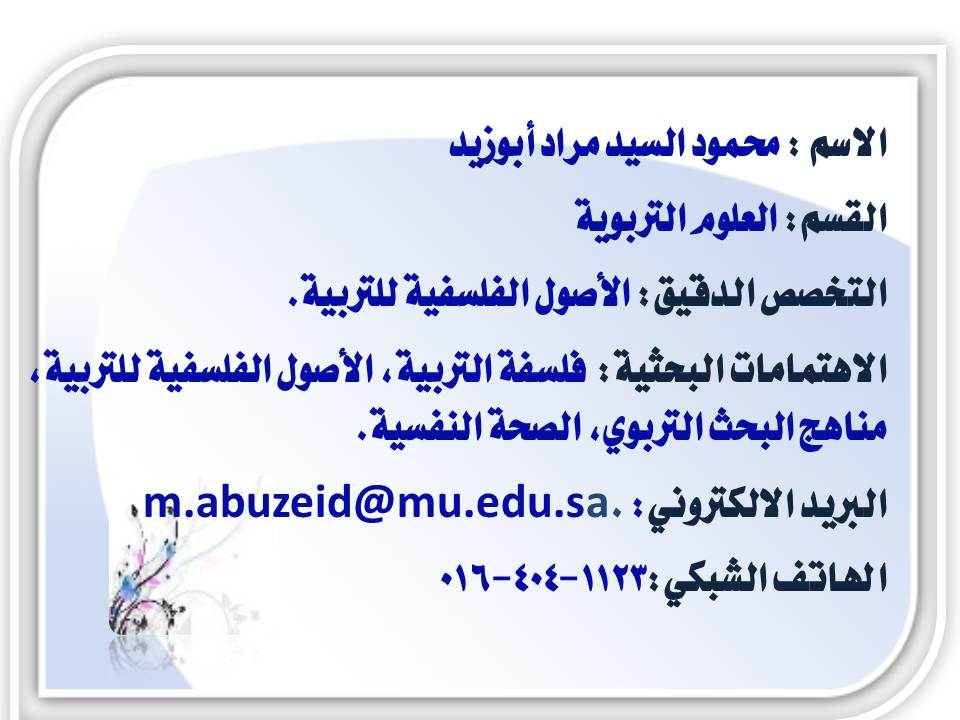 الاسم : محمود السيد مراد أبوزيد
القسم : العلوم التربوية
التخصص الدقيق : الأصول الفلسفية للتربية .
الاهتمامات البحثية : فلسفة التربية ، الأصول الفلسفية للتربية ،
مناهج البحث التربوي، الصحة النفسية .
البريد الالكتروني : m.abuzeid@mu.edu.sa. .
الهاتف الشبكي :١١٢٣-٤٠٤-٠١٦